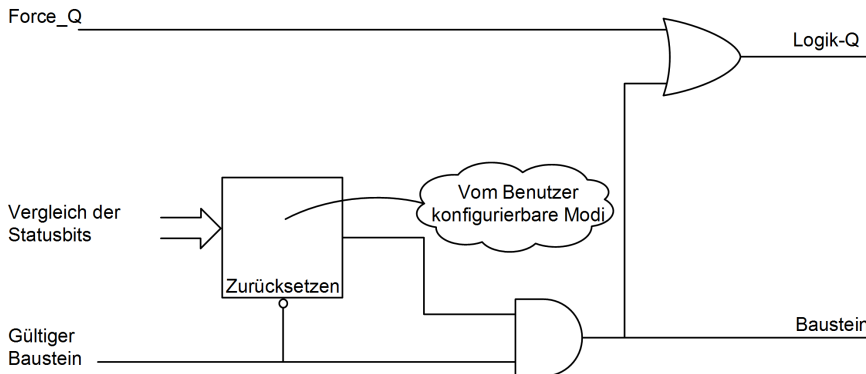 Force_Q
Logik-Q
Vom Benutzer
konfigurierbare Modi
Vergleich der
Statusbits
Zurücksetzen
Gültiger
Baustein
Baustein